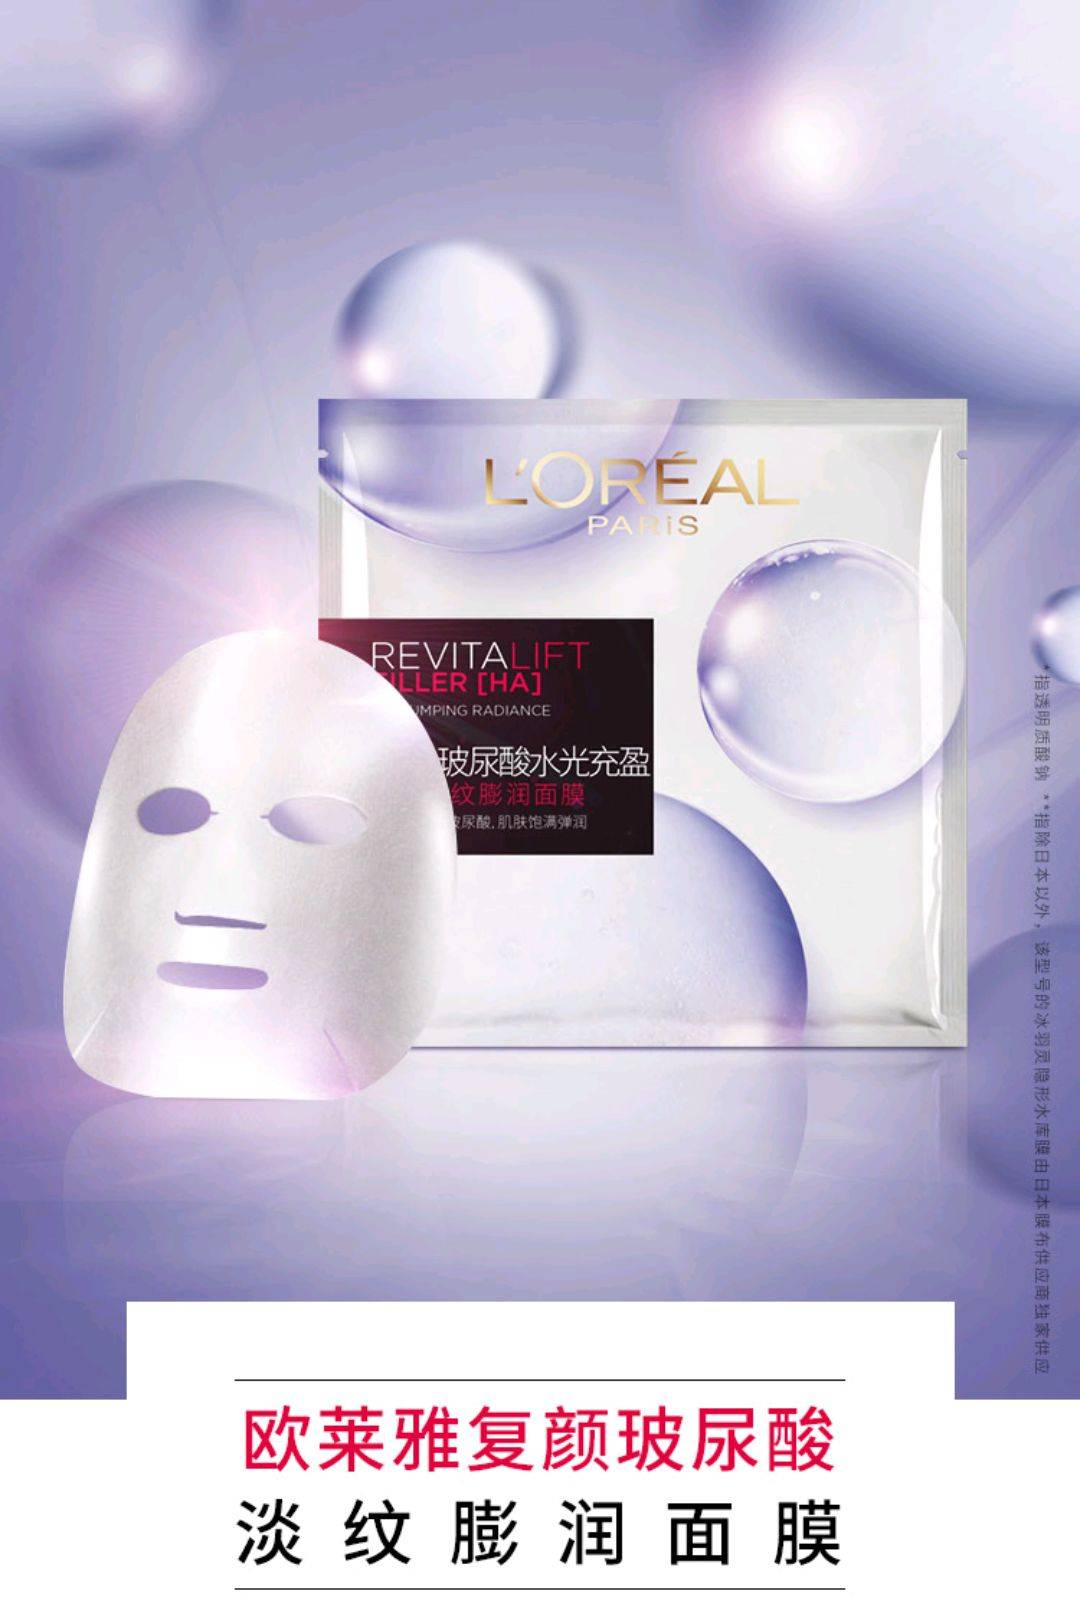 L'ORÉAL
PARiS
REVITALIFT
FILLER [HA]
UMPING RADIANCE
玻尿酸水光充盈
纹膨润面膜
玻尿酸, 肌肤饱满弹润
*指透明质酸钠 **指除日本以外，该型号的冰羽灵隐形水库膜由日本膜布供应商独家供应
欧莱雅复颜玻尿酸
淡纹膨润面膜